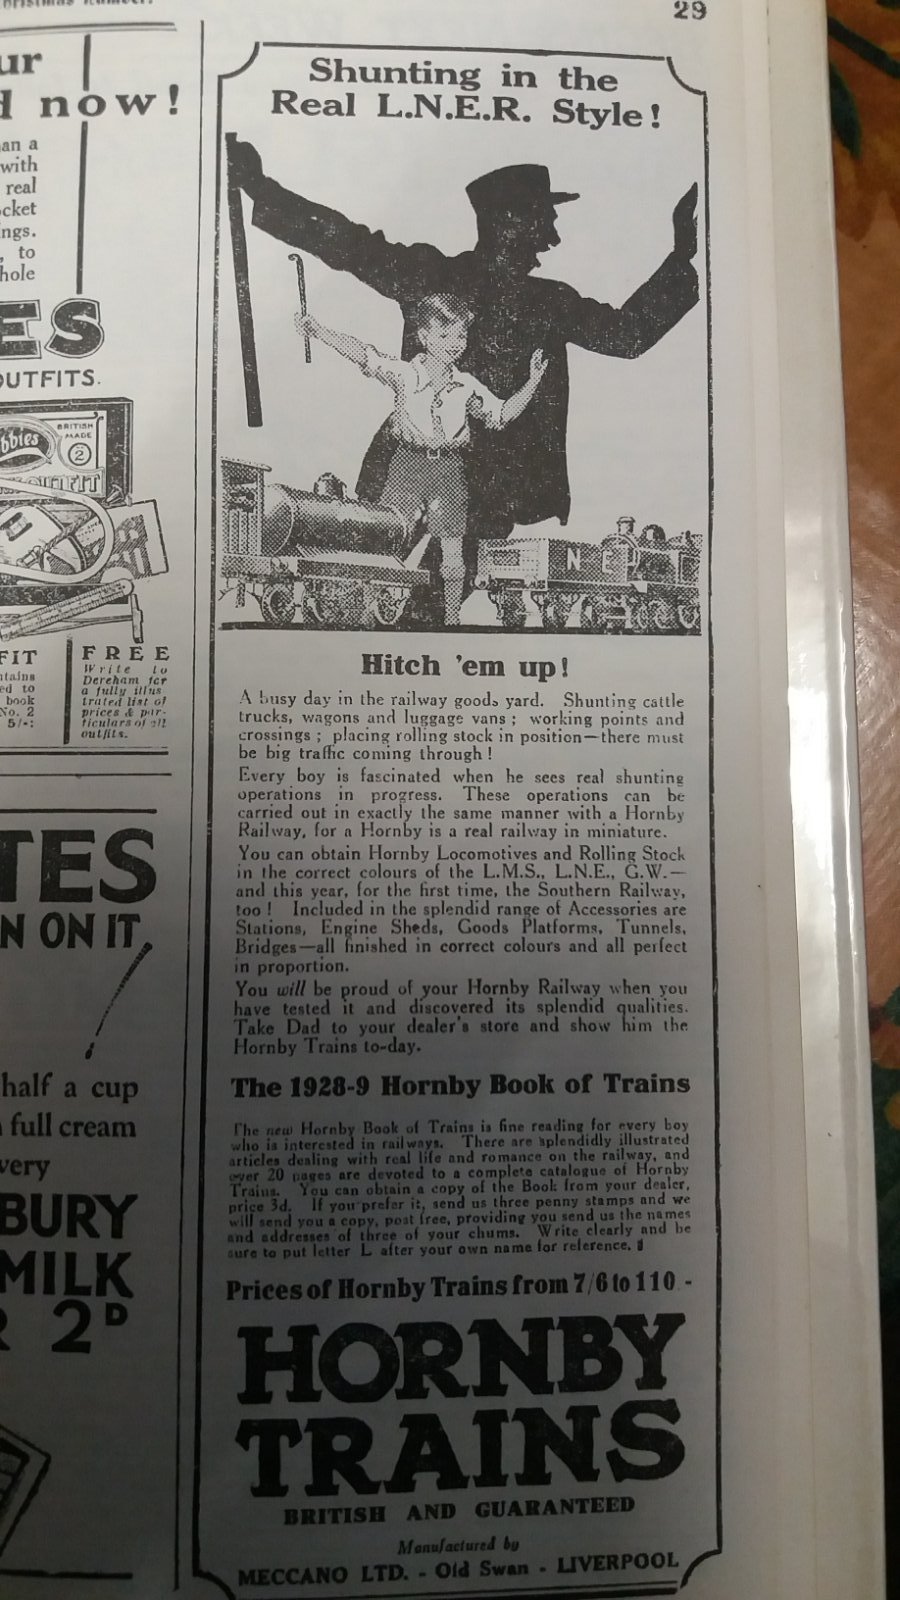 Christmas Number.
29
ur
d now!
an a
with
real
ocket
ngs.
, to
hole
ES
OUTFITS.
bbies
BRITISH
MADE
2
OUTFIT
FIT
ntains
ed to
book
No. 2
5/-;
FREE
Write to
Dereham for
a fully illus
trated list of
prices & par-
ticulars of all
outfits.
TES
N ON IT
half a cup
full cream
very
BURY
MILK
R 2D
Shunting in the
Real L.N.E.R. Style!
N E
Hitch 'em up!
A busy day in the railway goods yard. Shunting cattle
trucks, wagons and luggage vans; working points and
crossings; placing rolling stock in position—there must
be big traffic coming through!
Every boy is fascinated when he sees real shunting
operations in progress. These operations can be
carried out in exactly the same manner with a Hornby
Railway, for a Hornby is a real railway in miniature.
You can obtain Hornby Locomotives and Rolling Stock
in the correct colours of the L.M.S., L.N.E., G.W.—
and this year, for the first time, the Southern Railway,
too! Included in the splendid range of Accessories are
Stations, Engine Sheds, Goods Platforms, Tunnels,
Bridges—all finished in correct colours and all perfect
in proportion.
You will be proud of your Hornby Railway when you
have tested it and discovered its splendid qualities.
Take Dad to your dealer's store and show him the
Hornby Trains to-day.
The 1928-9 Hornby Book of Trains
The new Hornby Book of Trains is fine reading for every boy
who is interested in railways. There are splendidly illustrated
articles dealing with real life and romance on the railway, and
over 20 pages are devoted to a complete catalogue of Hornby
Trains. You can obtain a copy of the Book from your dealer,
price 3d. If you prefer it, send us three penny stamps and we
will send you a copy, post free, providing you send us the names
and addresses of three of your chums. Write clearly and be
sure to put letter L after your own name for reference.
Prices of Hornby Trains from 7/6 to 110 -
HORNBY
TRAINS
BRITISH AND GUARANTEED
Manufactured by
MECCANO LTD. - Old Swan - LIVERPOOL